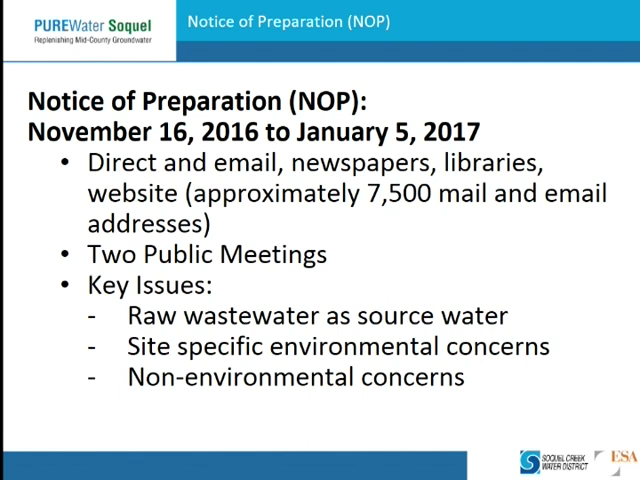 PUREWater Soquel
Replenishing Mid-County Groundwater
Notice of Preparation (NOP)
Notice of Preparation (NOP):
November 16, 2016 to January 5, 2017
• Direct and email, newspapers, libraries,
website (approximately 7,500 mail and email
addresses)
• Two Public Meetings
• Key Issues:
- Raw wastewater as source water
- Site specific environmental concerns
- Non-environmental concerns
SOQUEL CREEK
WATER DISTRICT
ESA